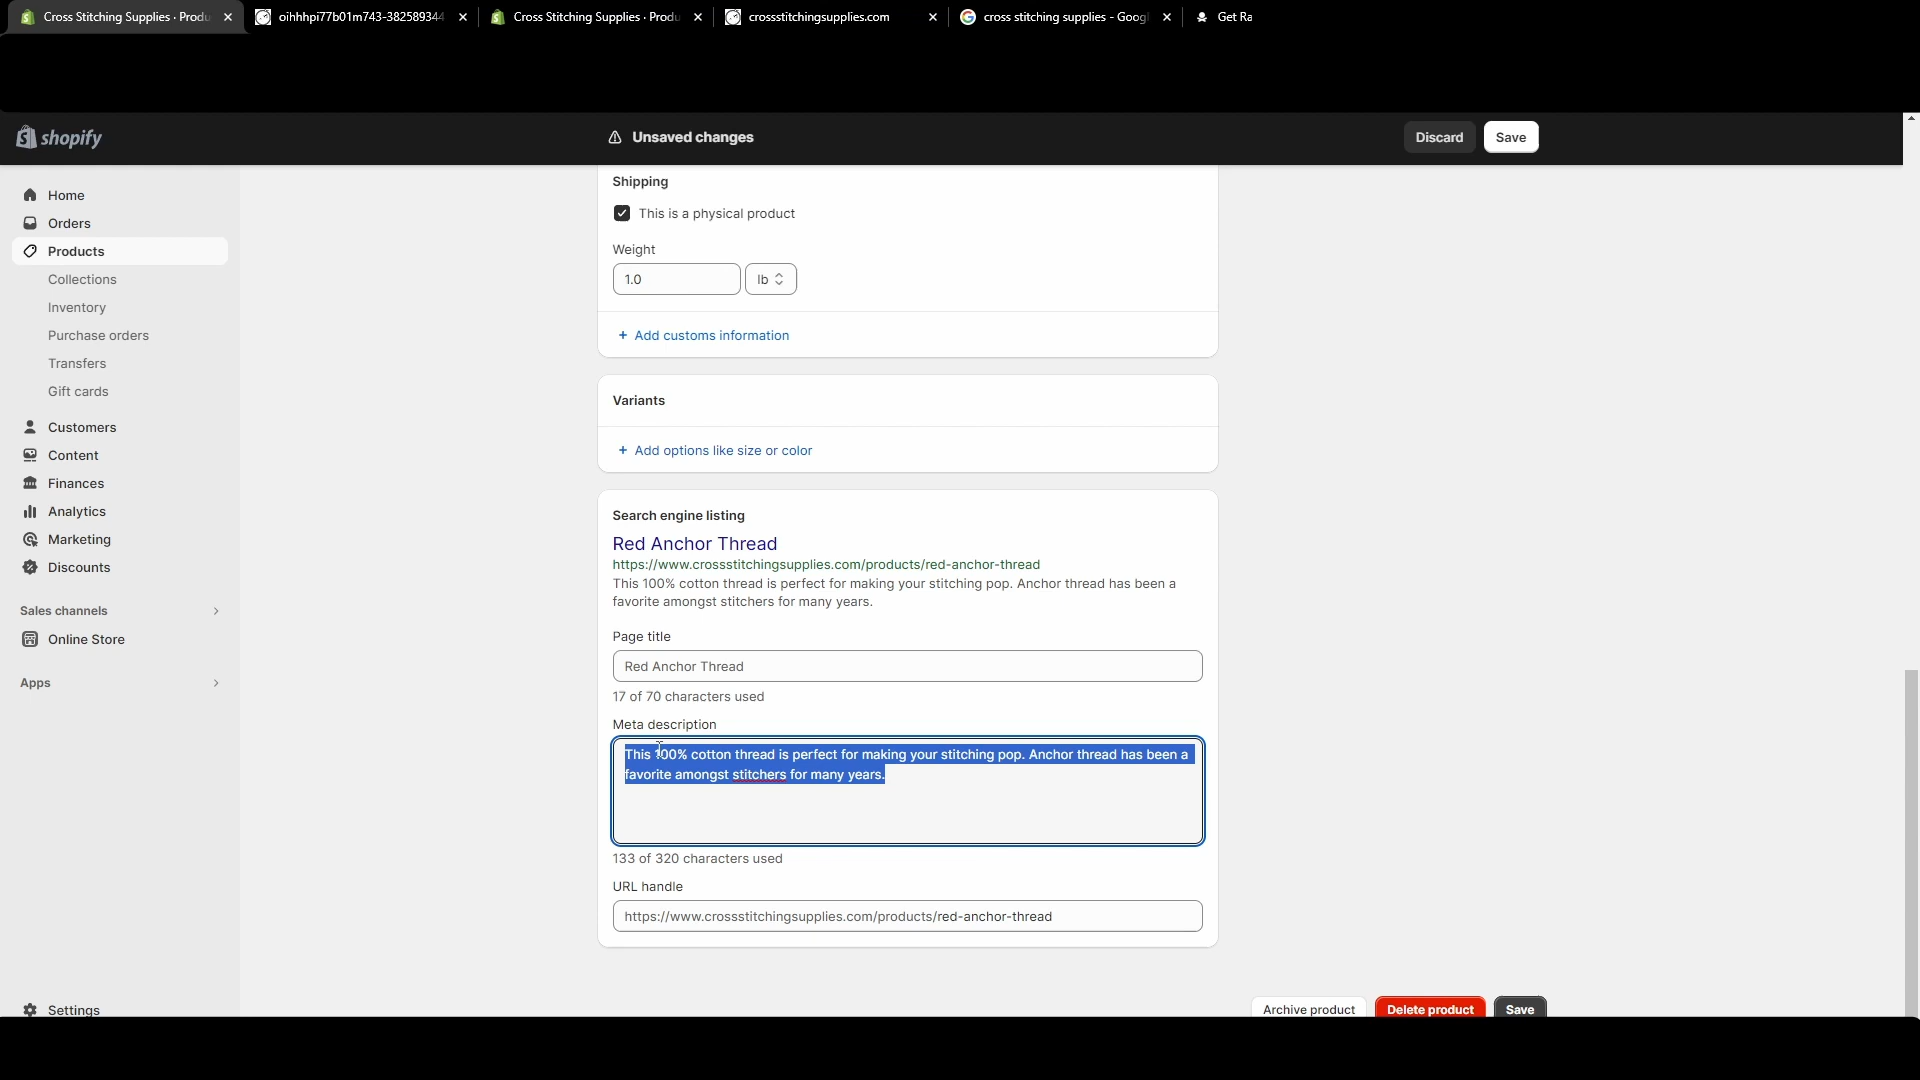 Cross Stitching Supplies · Produ
oihhhpi77b01m743-382589344
Cross Stitching Supplies · Produ
crossstitchingsupplies.com
cross stitching supplies - Goog
Get Ra
shopify
Unsaved changes
Discard
Save
Home
Orders
Products
Collections
Inventory
Purchase orders
Transfers
Gift cards
Customers
Content
Finances
Analytics
Marketing
Discounts
Sales channels
Online Store
Apps
Settings
Shipping
This is a physical product
Weight
1.0
lb
+ Add customs information
Variants
+ Add options like size or color
Search engine listing
Red Anchor Thread
https://www.crossstitchingsupplies.com/products/red-anchor-thread
This 100% cotton thread is perfect for making your stitching pop. Anchor thread has been a
favorite amongst stitchers for many years.
Page title
Red Anchor Thread
17 of 70 characters used
Meta description
This 100% cotton thread is perfect for making your stitching pop. Anchor thread has been a
favorite amongst stitchers for many years.
133 of 320 characters used
URL handle
https://www.crossstitchingsupplies.com/products/red-anchor-thread
Archive product
Delete product
Save